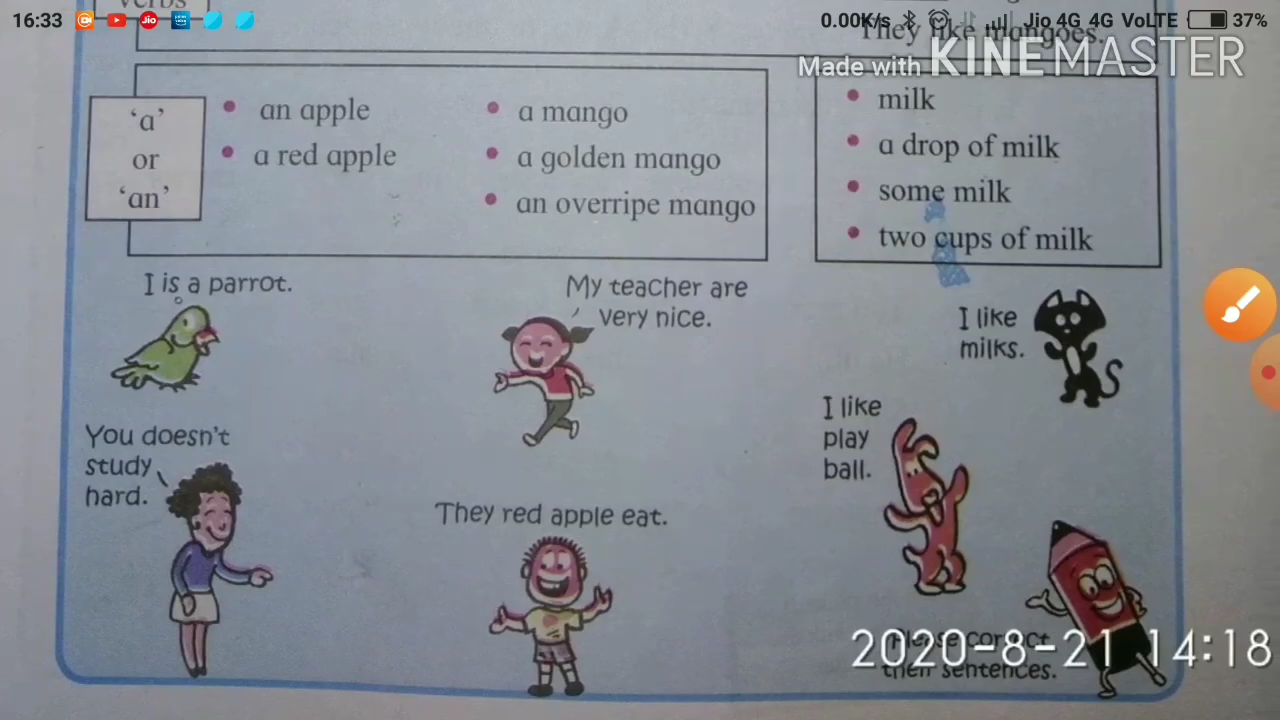 verbs
16:33
0.00K/s
Jio 4G 4G VoLTE
37%
They like mangoes.
Made with KINEMASTER
'a'
or
'an'
an apple
a red apple
a mango
a golden mango
an overripe mango
milk
a drop of milk
some milk
two cups of milk
I is a parrot.
My teacher are
very nice.
I like
milks.
You doesn't
study
hard.
They red apple eat.
I like
play
ball.
Please correct
their sentences.
2020-8-21 14:18